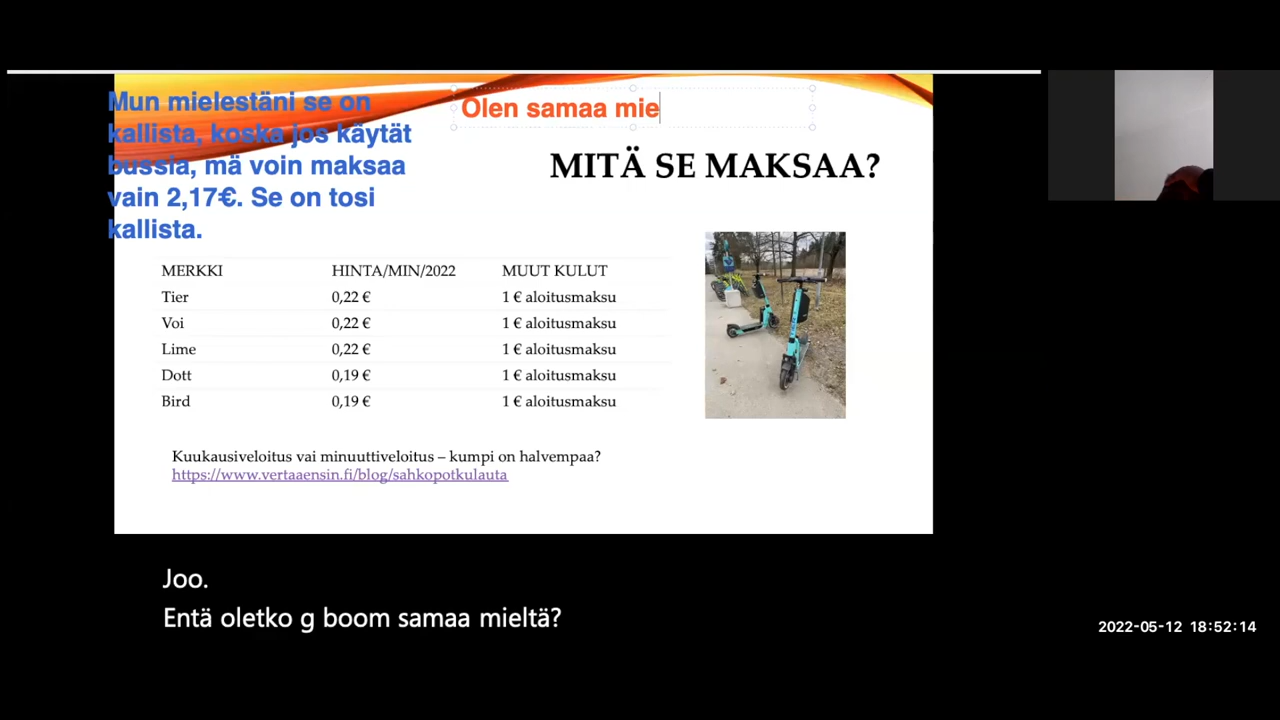 Mun mielestäni se on
kallista, koska jos käytät
bussia, mä voin maksaa
vain 2,17€. Se on tosi
kallista.
Olen samaa mie
MITÄ SE MAKSAA?
MERKKI HINTA/MIN/2022 MUUT KULUT
Tier 0,22 € 1 € aloitusmaksu
Voi 0,22 € 1 € aloitusmaksu
Lime 0,22 € 1 € aloitusmaksu
Dott 0,19 € 1 € aloitusmaksu
Bird 0,19 € 1 € aloitusmaksu
Kuukausiveloitus vai minuuttiveloitus – kumpi on halvempaa?
https://www.vertaaensin.fi/blog/sahkopotkulauta
Joo.
Entä oletko g boom samaa mieltä?
2022-05-12 18:52:14